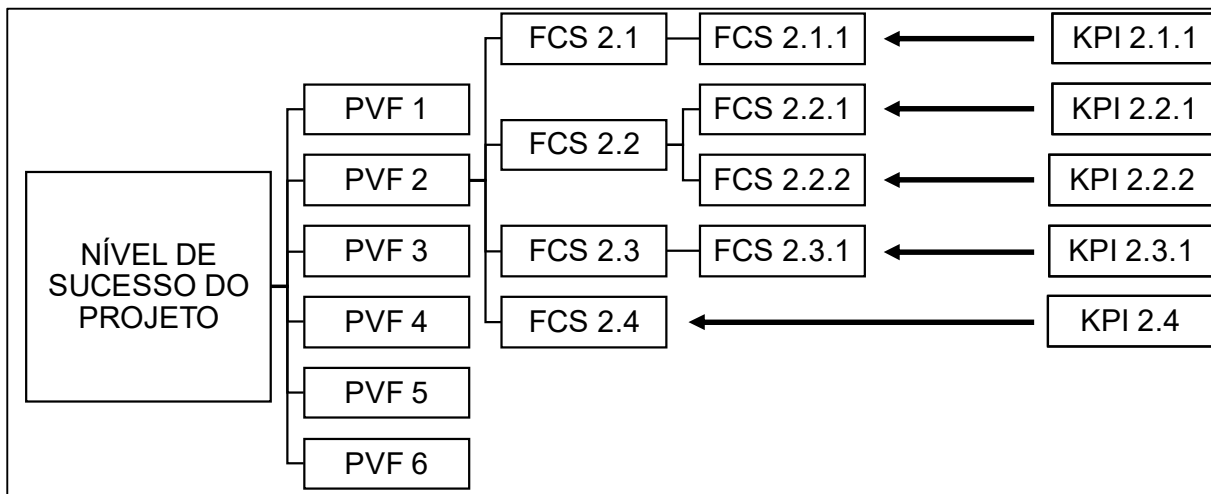 FCS 2.1
FCS 2.1.1
KPI 2.1.1
PVF 1
FCS 2.2.1
KPI 2.2.1
FCS 2.2
PVF 2
FCS 2.2.2
KPI 2.2.2
NÍVEL DE
SUCESSO DO
PROJETO
PVF 3
FCS 2.3
FCS 2.3.1
KPI 2.3.1
PVF 4
FCS 2.4
KPI 2.4
PVF 5
PVF 6